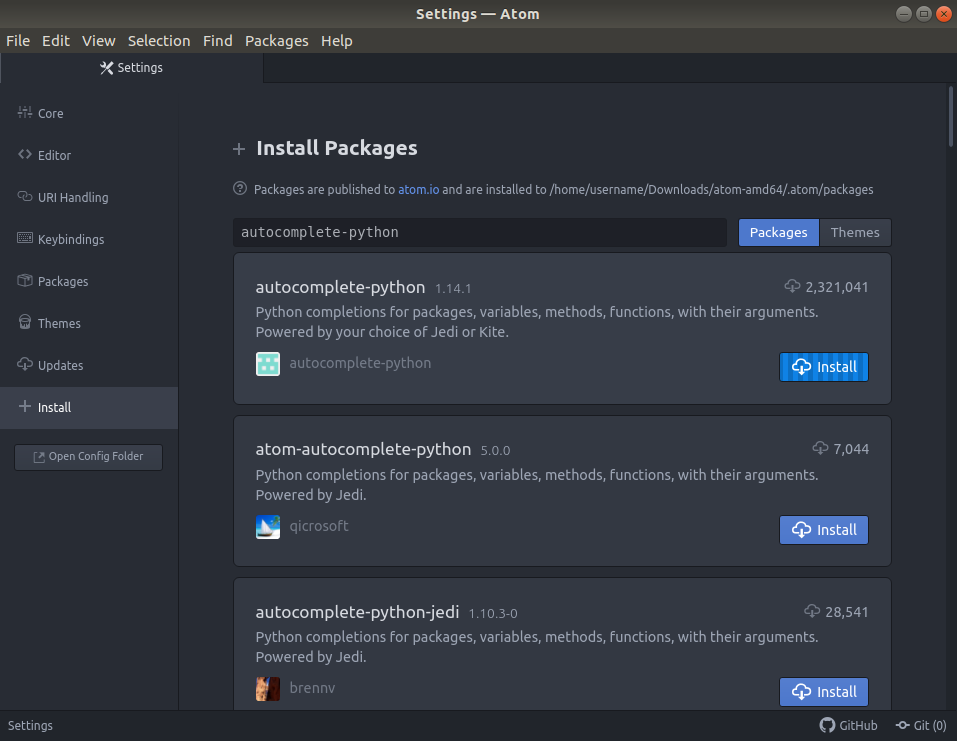 Settings — Atom
File Edit View Selection Find Packages Help
Settings
Core
Editor
URI Handling
Keybindings
Packages
Themes
Updates
Install
Open Config Folder
Install Packages
Packages are published to atom.io and are installed to /home/username/Downloads/atom-amd64/.atom/packages
autocomplete-python
Packages Themes
autocomplete-python 1.14.1 2,321,041
Python completions for packages, variables, methods, functions, with their arguments.
Powered by your choice of Jedi or Kite.
autocomplete-python
Install
atom-autocomplete-python 5.0.0 7,044
Python completions for packages, variables, methods, functions, with their arguments.
Powered by Jedi.
qicrosoft
Install
autocomplete-python-jedi 1.10.3-0 28,541
Python completions for packages, variables, methods, functions, with their arguments.
Powered by Jedi.
brennv
Install
Settings GitHub Git (0)